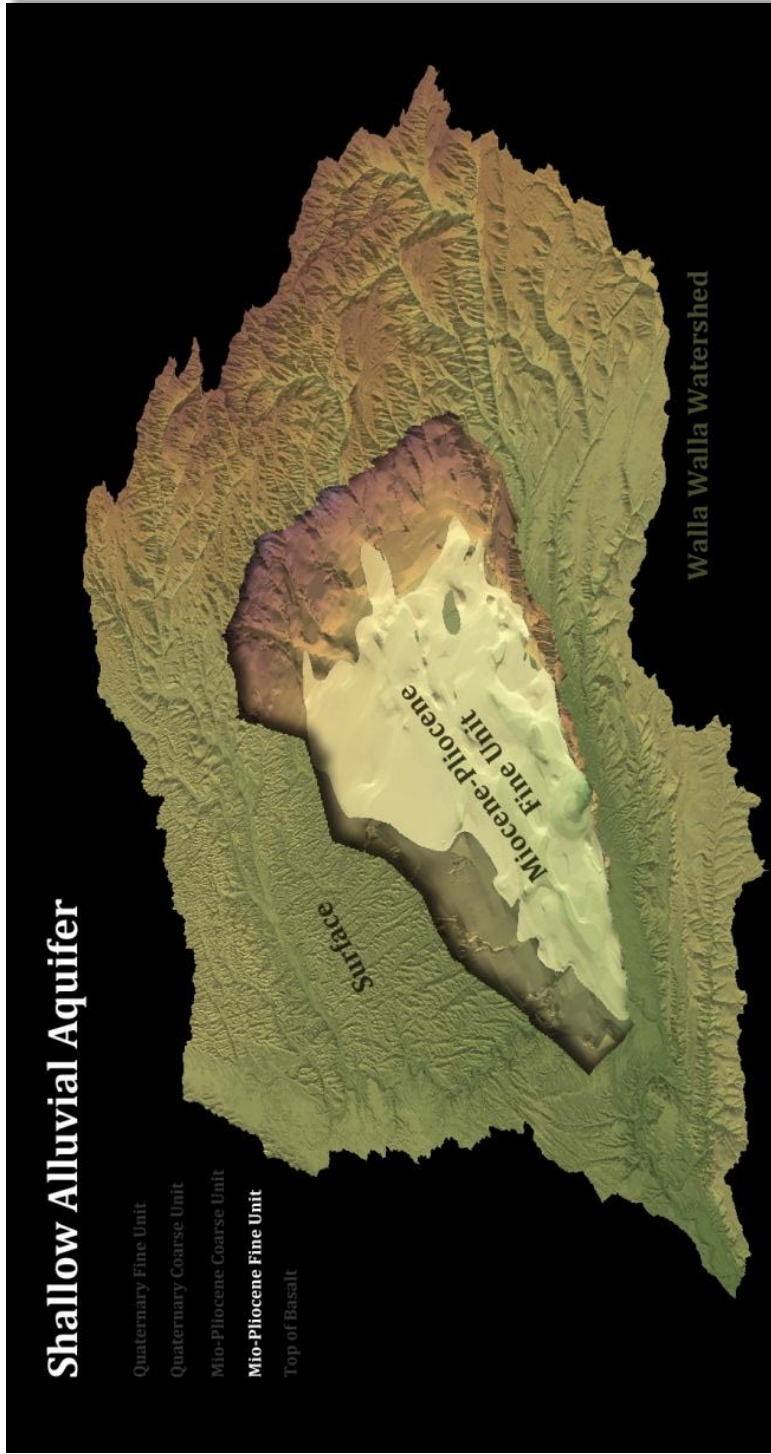 Shallow Alluvial Aquifer
Quaternary Fine Unit
Quaternary Coarse Unit
Mio-Pliocene Coarse Unit
Mio-Pliocene Fine Unit
Top of Basalt
Surface
Miocene-Pliocene
Fine Unit
Walla Walla Watershed